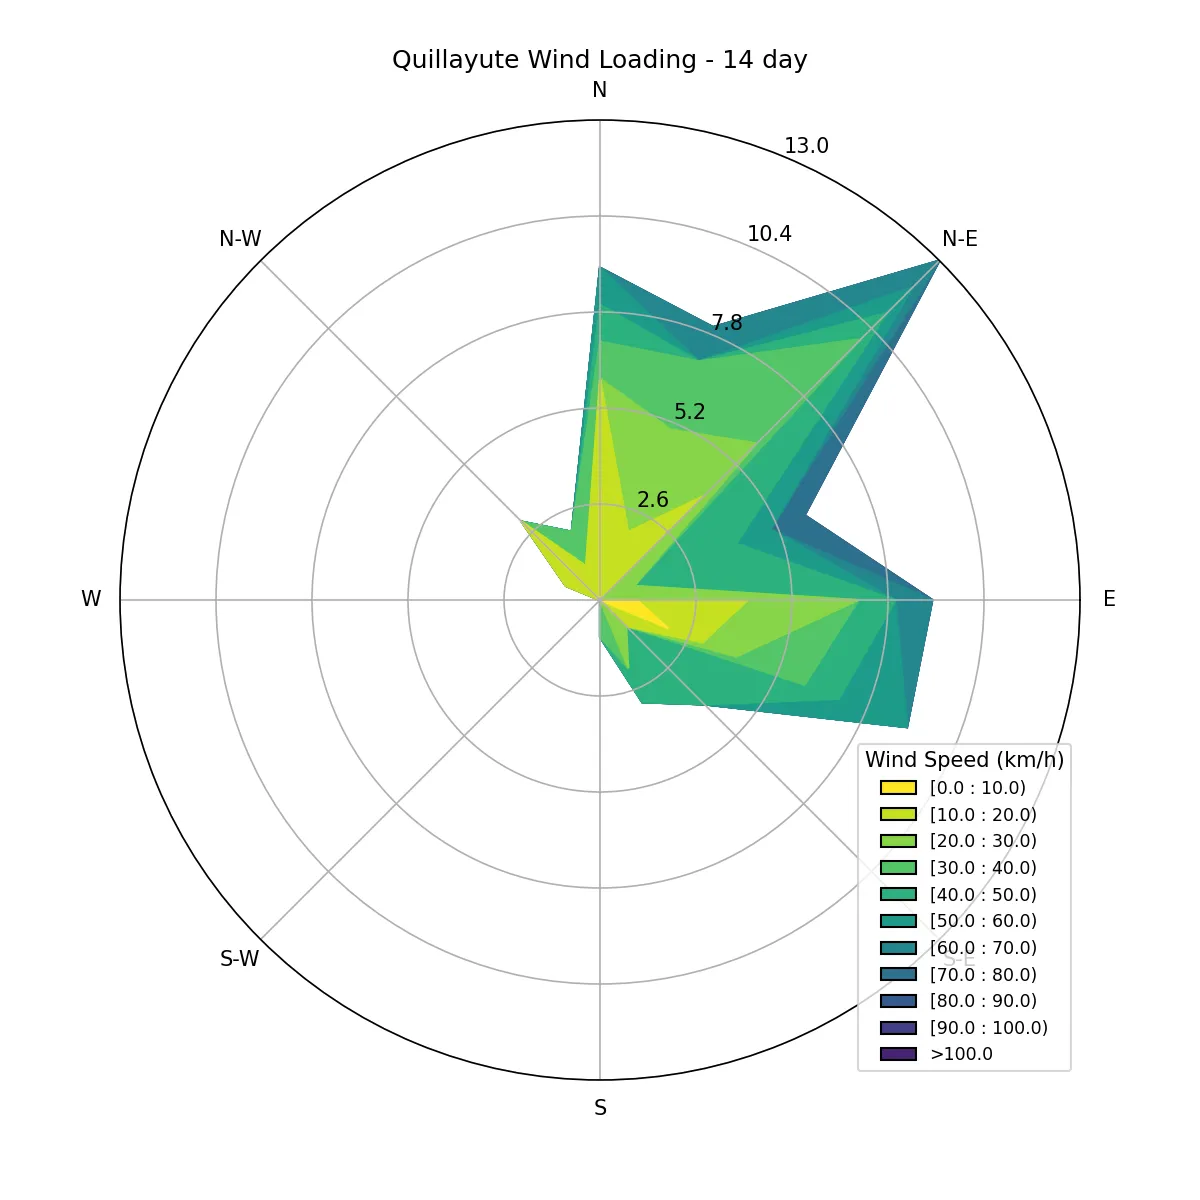 Quillayute Wind Loading - 14 day
N
13.0
10.4
N-W
N-E
7.8
5.2
2.6
W
E
S-W
S-E
S
Wind Speed (km/h)
[0.0 : 10.0)
[10.0 : 20.0)
[20.0 : 30.0)
[30.0 : 40.0)
[40.0 : 50.0)
[50.0 : 60.0)
[60.0 : 70.0)
[70.0 : 80.0)
[80.0 : 90.0)
[90.0 : 100.0)
>100.0